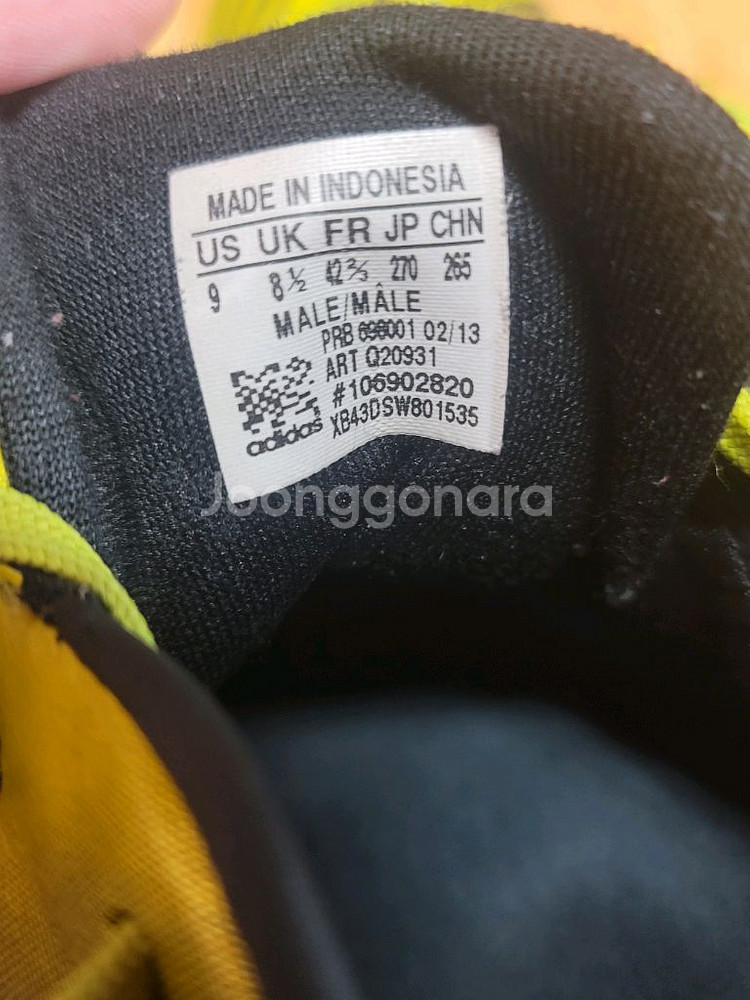 MADE IN INDONESIA
US UK FR JP CHN
9 8½ 42⅔ 270 265
MALE/MÂLE
PRB 698001 02/13
ART Q20931
#106902820
adidas XB43DSW801535
Joonggonara